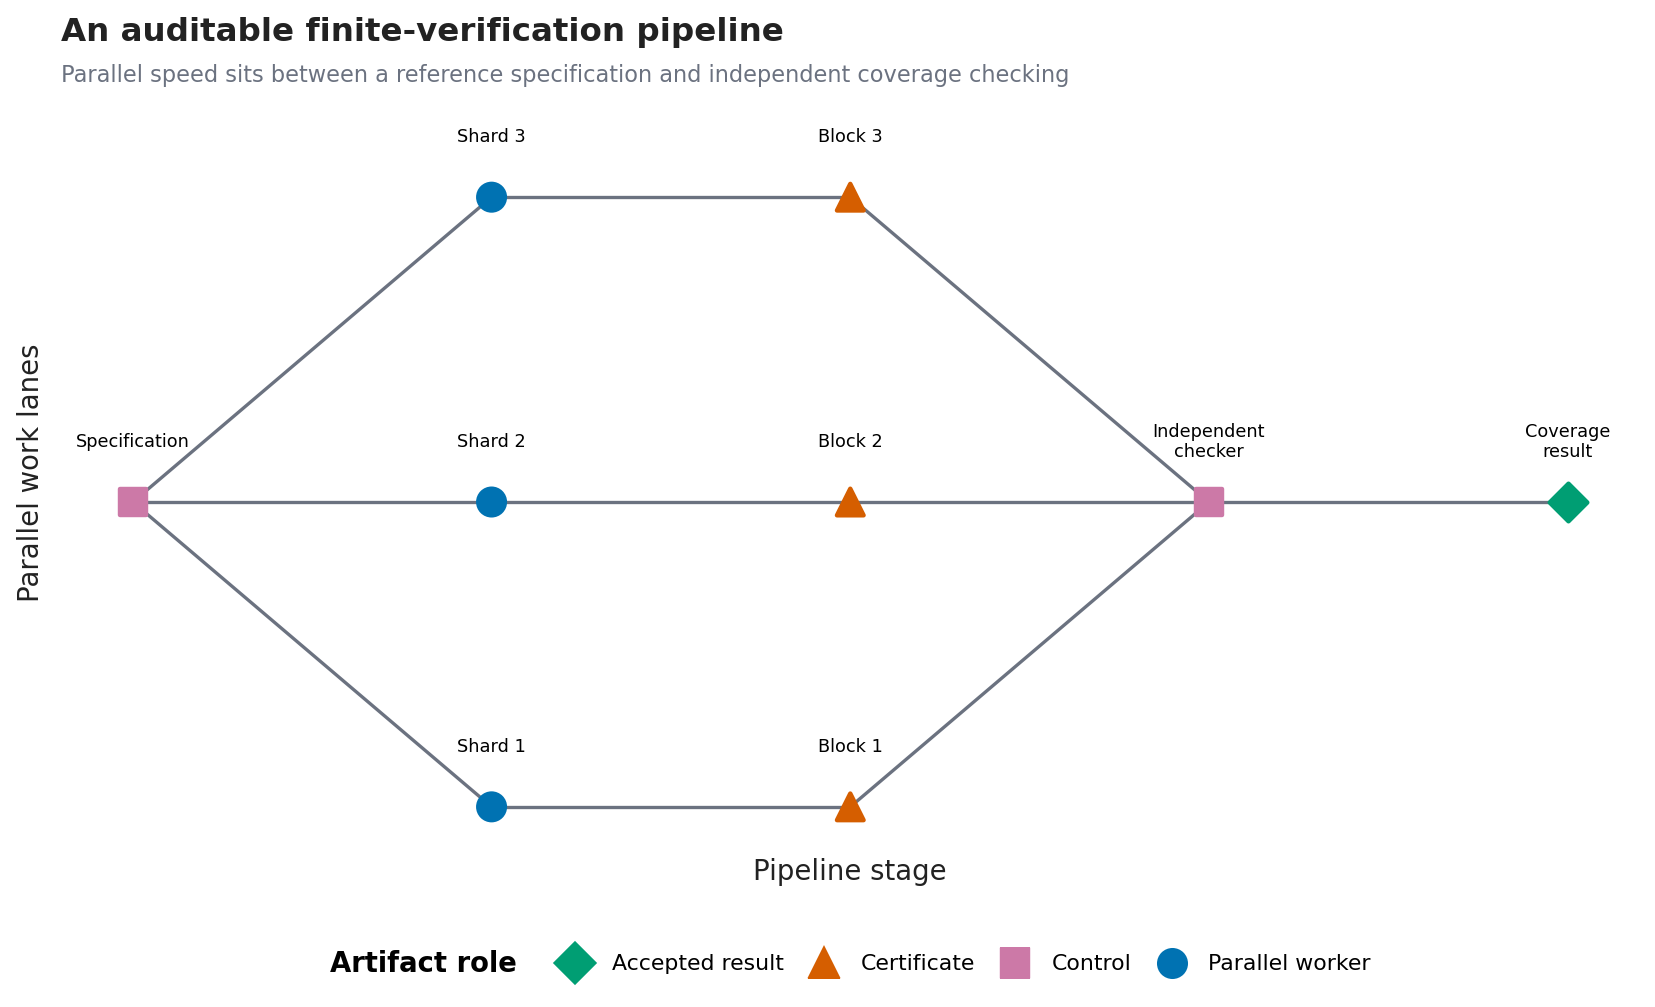 An auditable finite-verification pipeline
Parallel speed sits between a reference specification and independent coverage checking
Shard 3
Block 3
Parallel work lanes
Specification
Shard 2
Block 2
Independent
checker
Coverage
result
Shard 1
Block 1
Pipeline stage
Artifact role
Accepted result
Certificate
Control
Parallel worker